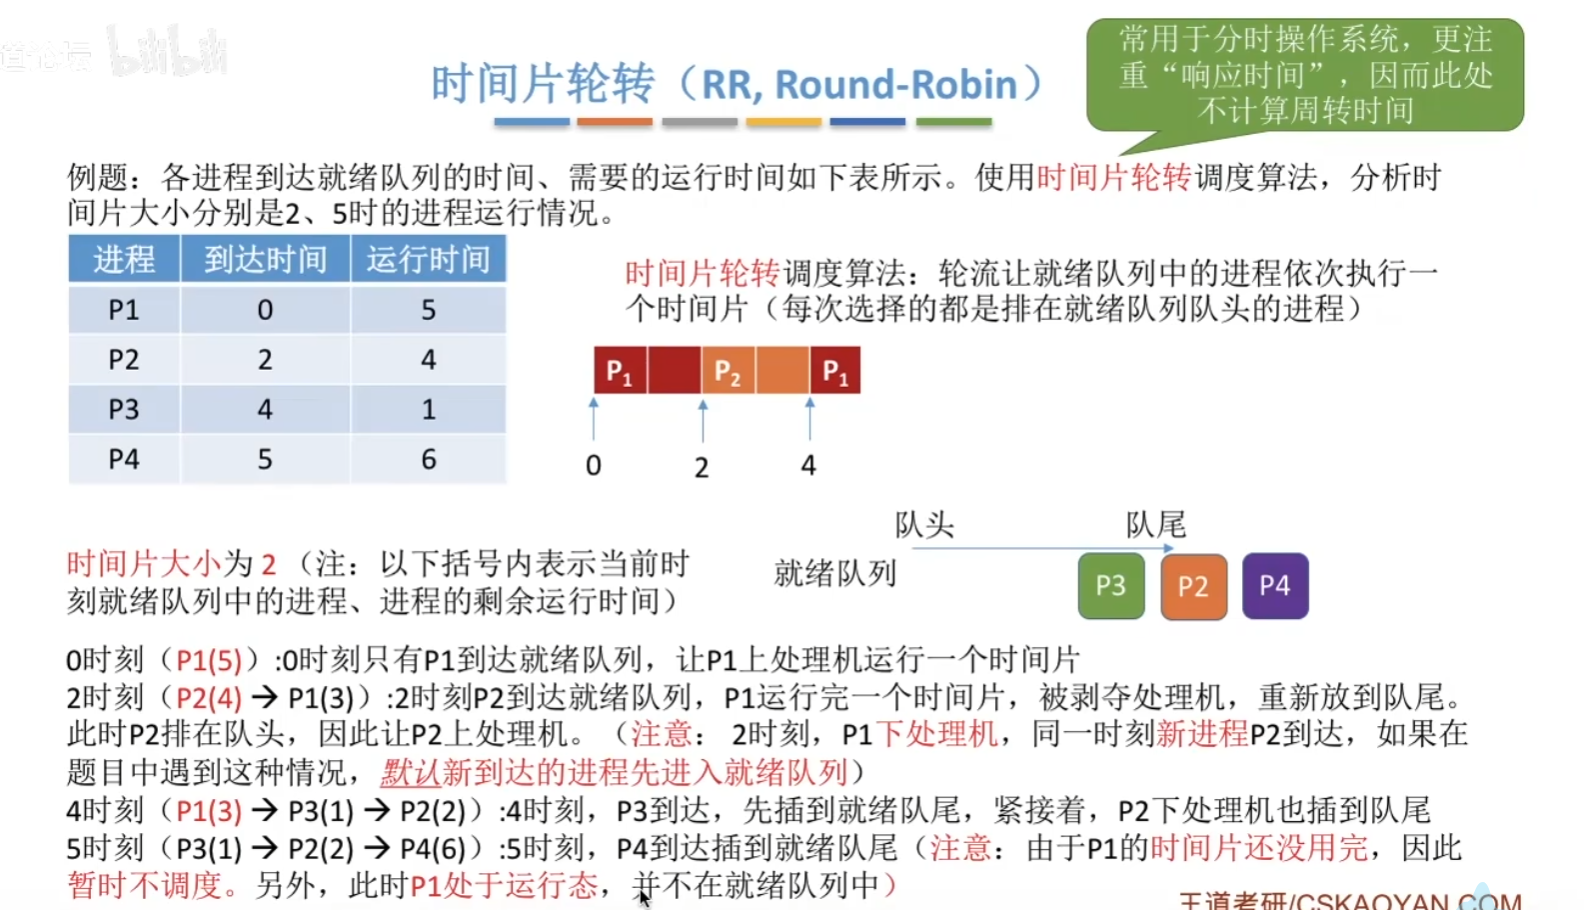 道论坛 bilibili
时间片轮转（RR, Round-Robin）
常用于分时操作系统，更注
重“响应时间”，因而此处
不计算周转时间
例题：各进程到达就绪队列的时间、需要的运行时间如下表所示。使用时间片轮转调度算法，分析时
间片大小分别是2、5时的进程运行情况。
进程 到达时间 运行时间
P1 0 5
P2 2 4
P3 4 1
P4 5 6
时间片轮转调度算法：轮流让就绪队列中的进程依次执行一
个时间片（每次选择的都是排在就绪队列队头的进程）
P1 P2 P1
0 2 4
队头 队尾
就绪队列
P3 P2 P4
时间片大小为 2（注：以下括号内表示当前时
刻就绪队列中的进程、进程的剩余运行时间）
0时刻（P1(5)）:0时刻只有P1到达就绪队列，让P1上处理机运行一个时间片
2时刻（P2(4) → P1(3)）:2时刻P2到达就绪队列，P1运行完一个时间片，被剥夺处理机，重新放到队尾。
此时P2排在队头，因此让P2上处理机。（注意： 2时刻，P1下处理机，同一时刻新进程P2到达，如果在
题目中遇到这种情况，默认新到达的进程先进入就绪队列）
4时刻（P1(3) → P3(1) → P2(2)）:4时刻，P3到达，先插到就绪队尾，紧接着，P2下处理机也插到队尾
5时刻（P3(1) → P2(2) → P4(6)）:5时刻，P4到达插到就绪队尾（注意：由于P1的时间片还没用完，因此
暂时不调度。另外，此时P1处于运行态，并不在就绪队列中）
王道考研/CSKAOYAN.COM